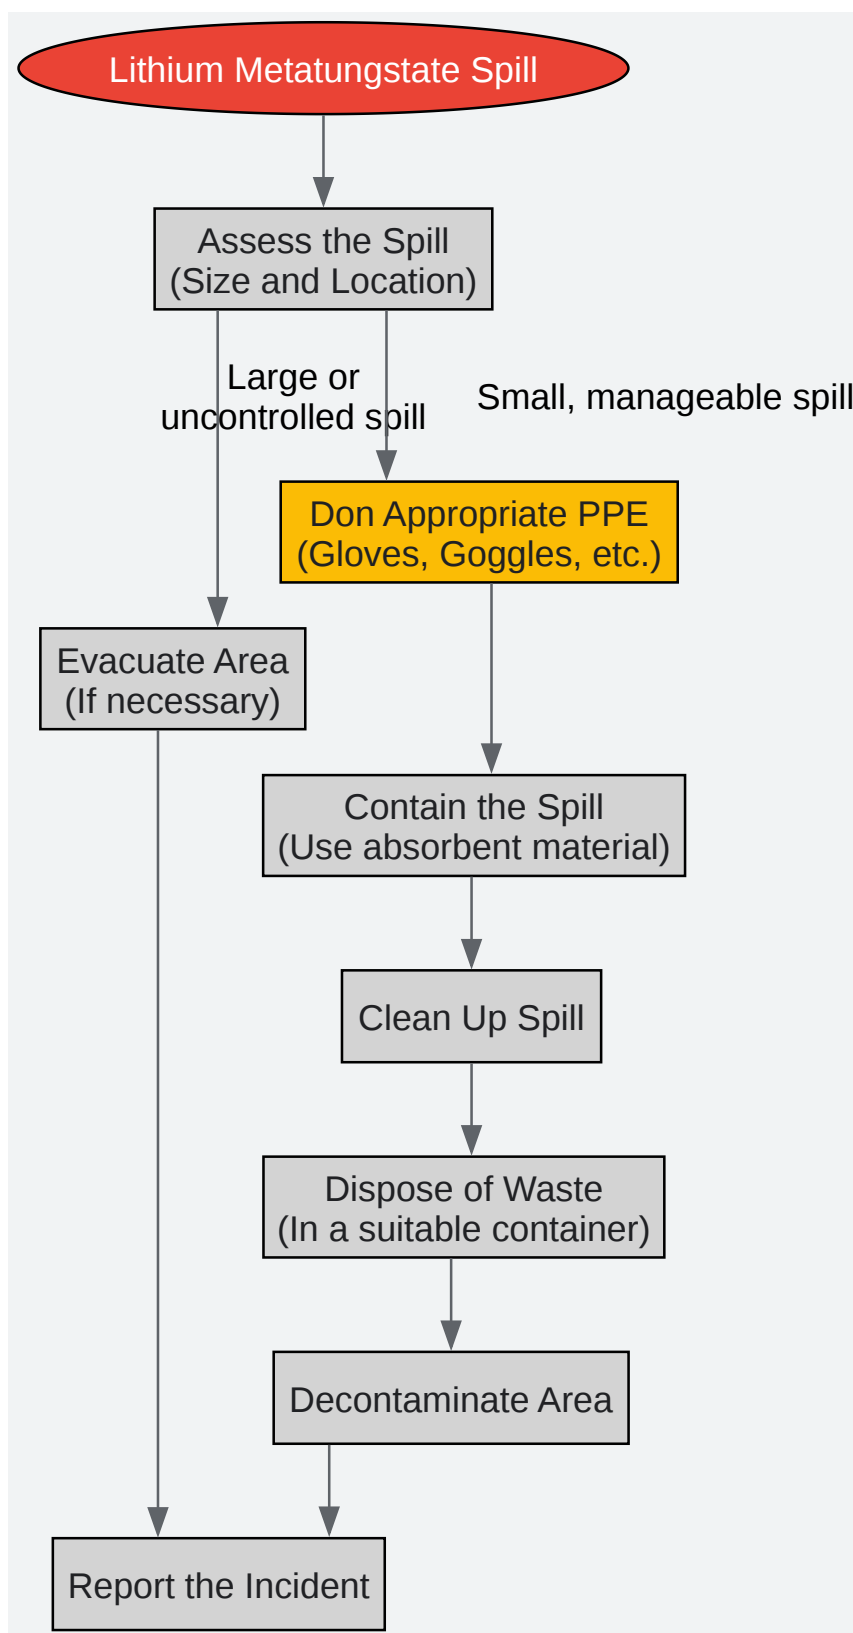 Lithium Metatungstate Spill
Assess the Spill
(Size and Location)
Large or
uncontrolled spill
Small, manageable spill
Don Appropriate PPE
(Gloves, Goggles, etc.)
Evacuate Area
(If necessary)
Contain the Spill
(Use absorbent material)
Clean Up Spill
Dispose of Waste
(In a suitable container)
Decontaminate Area
Report the Incident